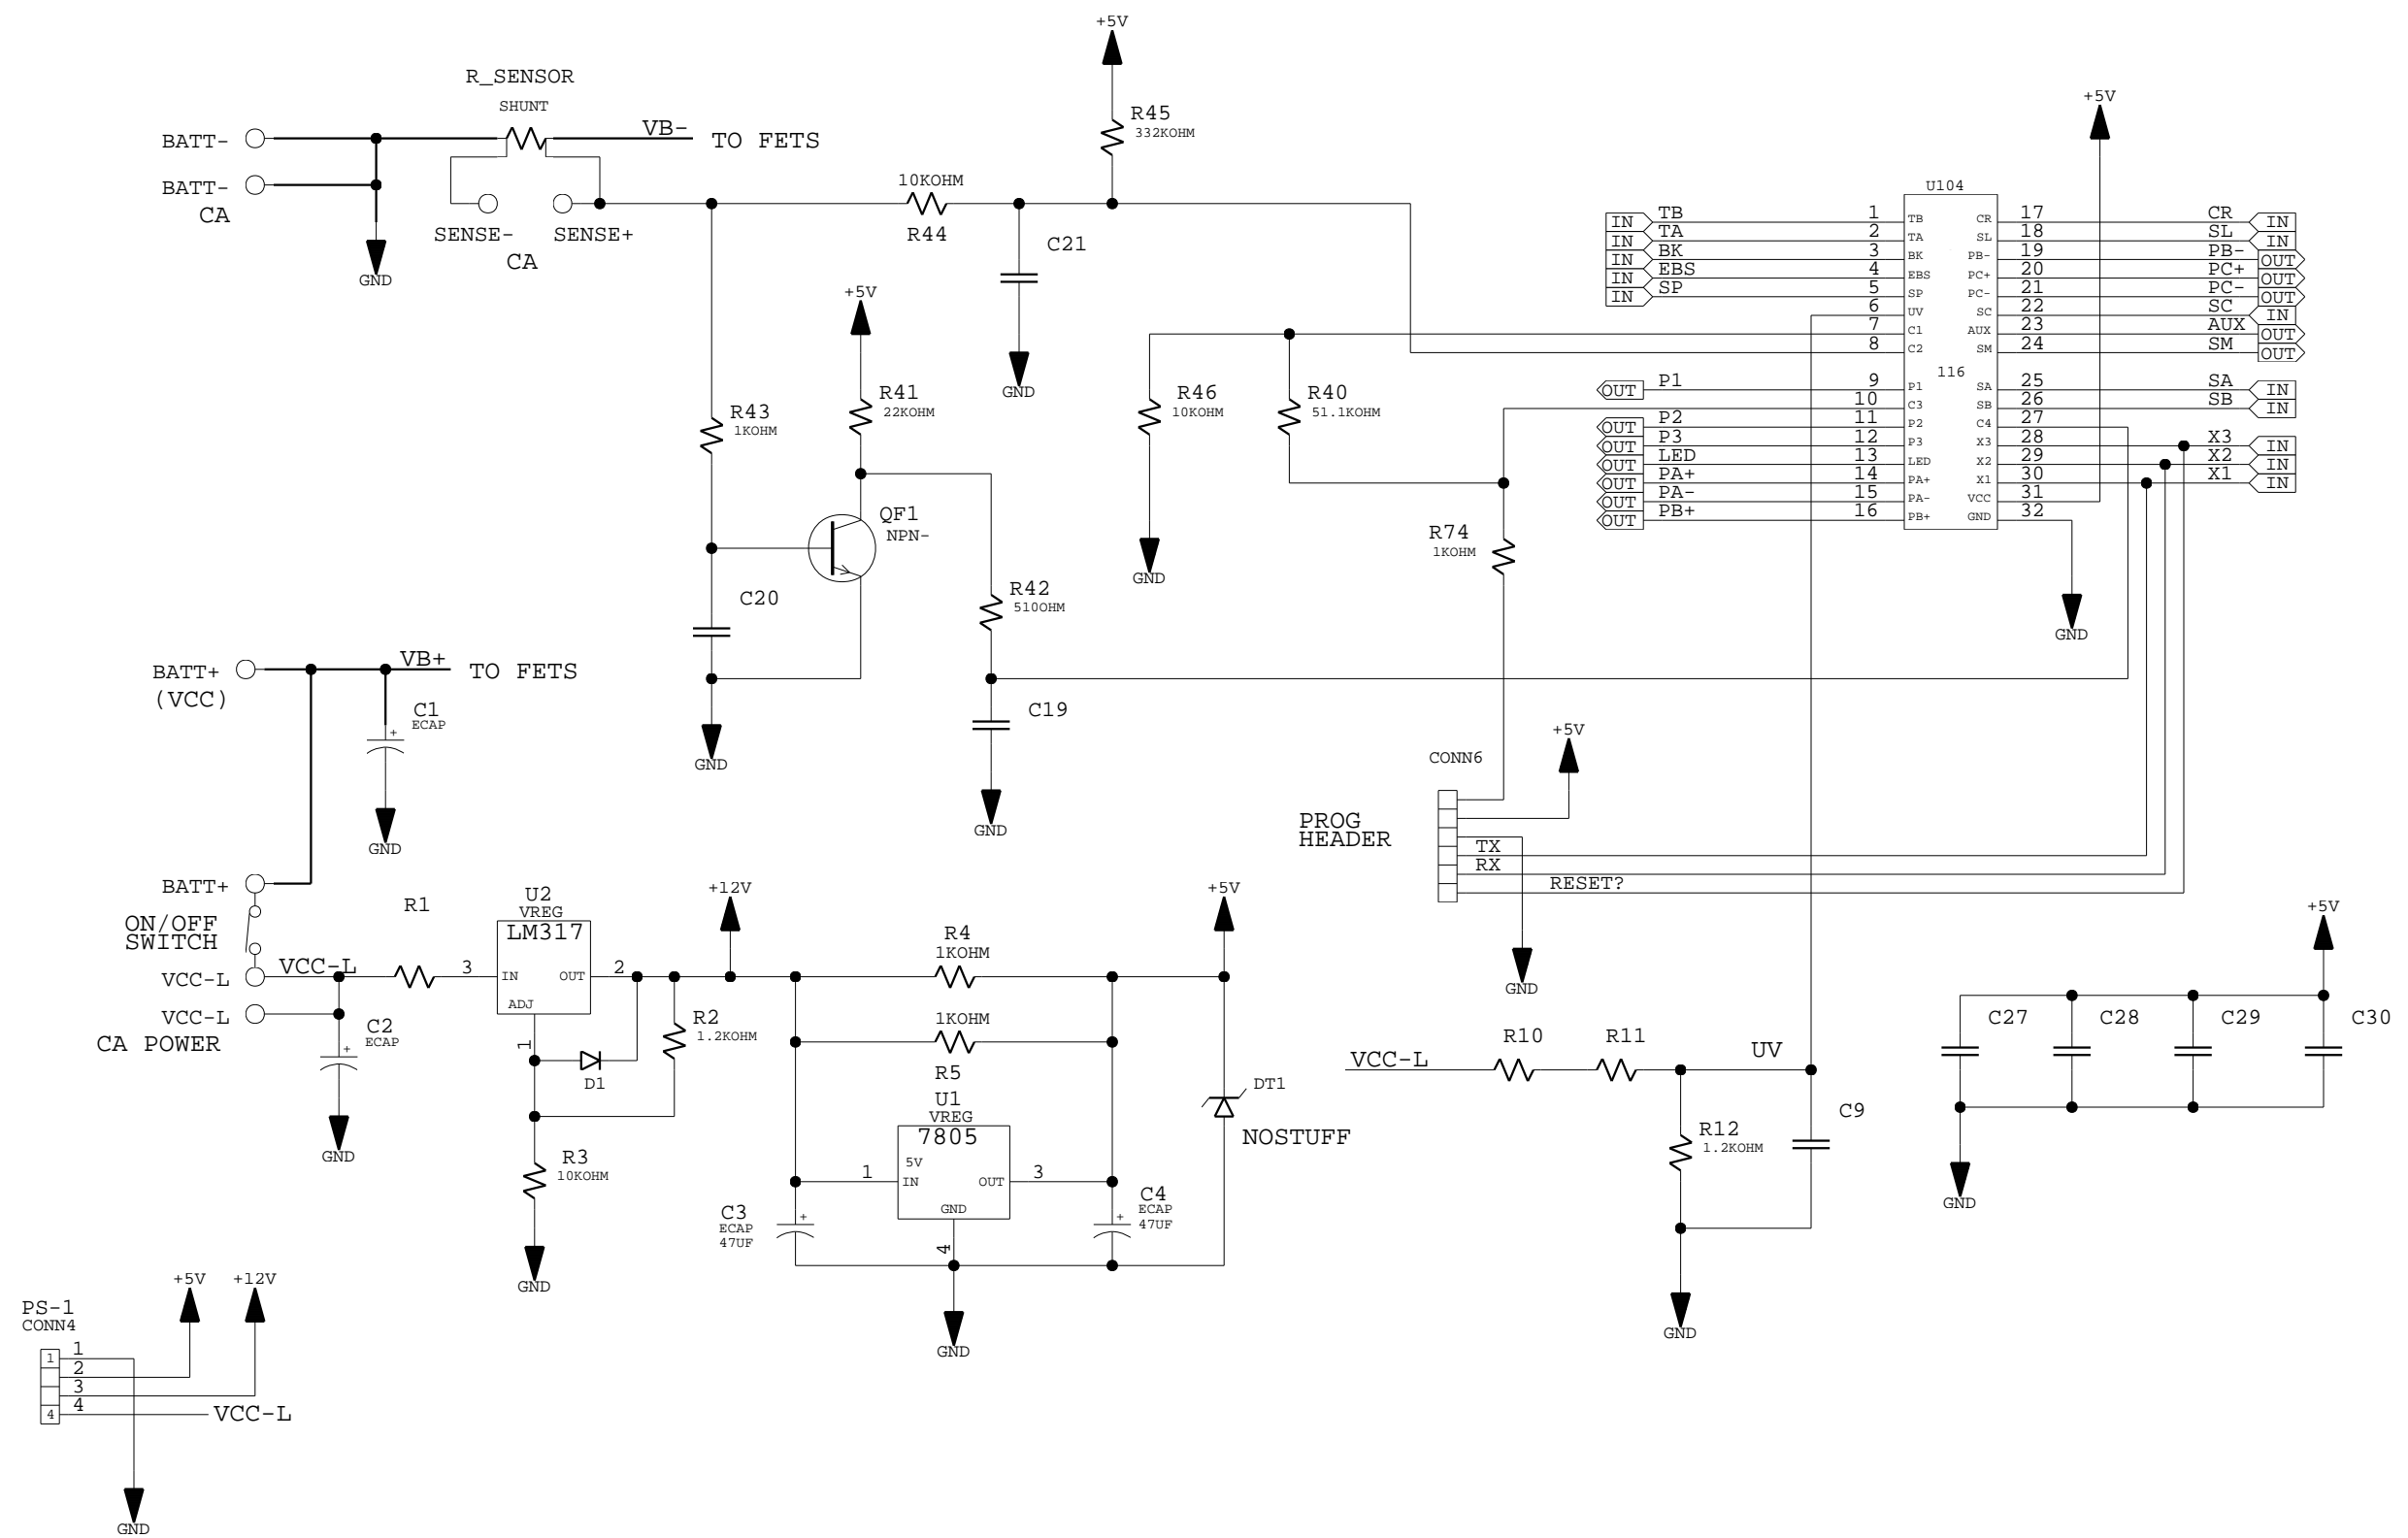 +5V
R_SENSOR
SHUNT
BATT-
VB-
TO FETS
BATT-
CA
GND
SENSE-
SENSE+
CA
10KOHM
R44
R45
332KOHM
C21
GND
+5V
R41
22KOHM
R43
1KOHM
QF1
NPN-
C20
GND
R42
510OHM
C19
GND
R46
10KOHM
GND
R40
51.1KOHM
R74
1KOHM
+5V
U104
116
IN TB 1 TB
IN TA 2 TA
IN BK 3 BK
IN EBS 4 EBS
IN SP 5 SP
6 UV
7 C1
8 C2
OUT P1 9 P1
10 C3
OUT P2 11 P2
OUT P3 12 P3
OUT LED 13 LED
OUT PA+ 14 PA+
OUT PA- 15 PA-
OUT PB+ 16 PB+
CR 17 CR IN
SL 18 SL IN
PB- 19 PB- OUT
PC+ 20 PC+ OUT
PC- 21 PC- OUT
SC 22 SC IN
AUX 23 AUX OUT
SM 24 SM OUT
SA 25 SA IN
SB 26 SB IN
C4 27
X3 28 X3 IN
X2 29 X2 IN
X1 30 X1 IN
VCC 31
GND 32
GND
BATT+
(VCC)
VB+
TO FETS
C1
ECAP
+
GND
BATT+
ON/OFF
SWITCH
VCC-L
VCC-L
VCC-L
CA POWER
C2
ECAP
+
GND
R1
3
U2
VREG
LM317
IN
OUT
ADJ
2
1
D1
R2
1.2KOHM
R3
10KOHM
GND
+12V
R4
1KOHM
1KOHM
R5
U1
VREG
7805
5V
IN
OUT
GND
1
3
4
C3
ECAP
47UF
+
C4
ECAP
47UF
+
GND
+5V
DT1
NOSTUFF
CONN6
+5V
PROG
HEADER
TX
RX
RESET?
GND
VCC-L
R10
R11
UV
R12
1.2KOHM
C9
GND
+5V
C27
C28
C29
C30
GND
PS-1
CONN4
+5V
+12V
1 1
2
3
4 4
VCC-L
GND